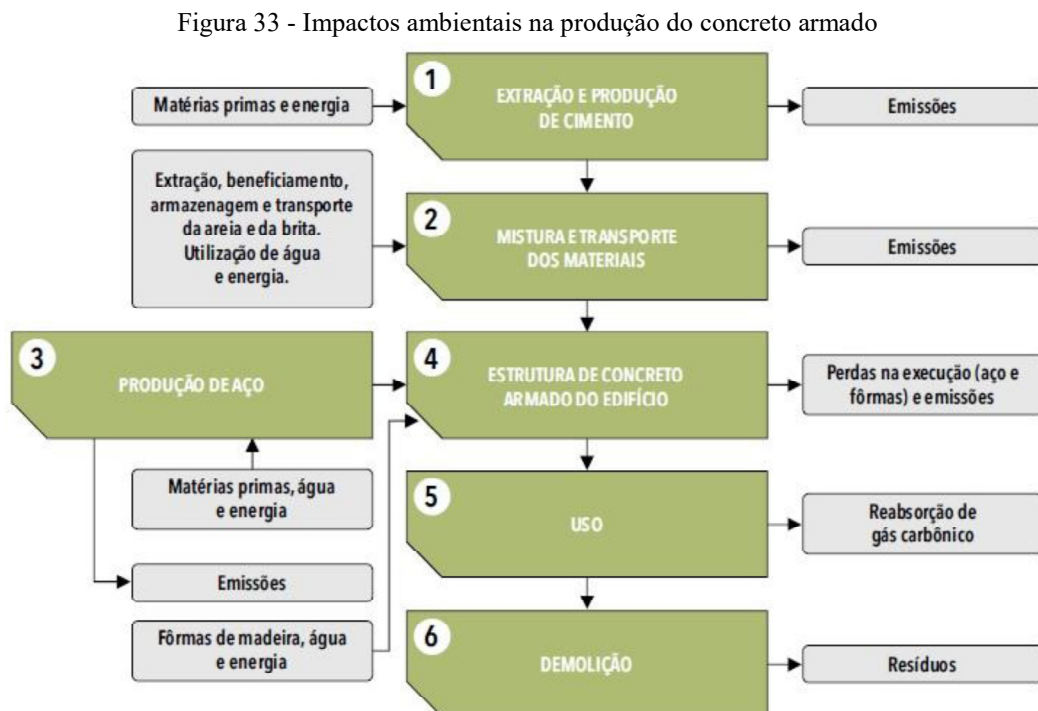 Figura 33 - Impactos ambientais na produção do concreto armado
Matérias primas e energia
1
EXTRAÇÃO E PRODUÇÃO
DE CIMENTO
Emissões
Extração, beneficiamento,
armazenagem e transporte
da areia e da brita.
Utilização de água
e energia.
2
MISTURA E TRANSPORTE
DOS MATERIAIS
Emissões
3
PRODUÇÃO DE AÇO
4
ESTRUTURA DE CONCRETO
ARMADO DO EDIFÍCIO
Perdas na execução (aço e
fôrmas) e emissões
Matérias primas, água
e energia
5
USO
Reabsorção de
gás carbônico
Emissões
Fôrmas de madeira, água
e energia
6
DEMOLIÇÃO
Resíduos